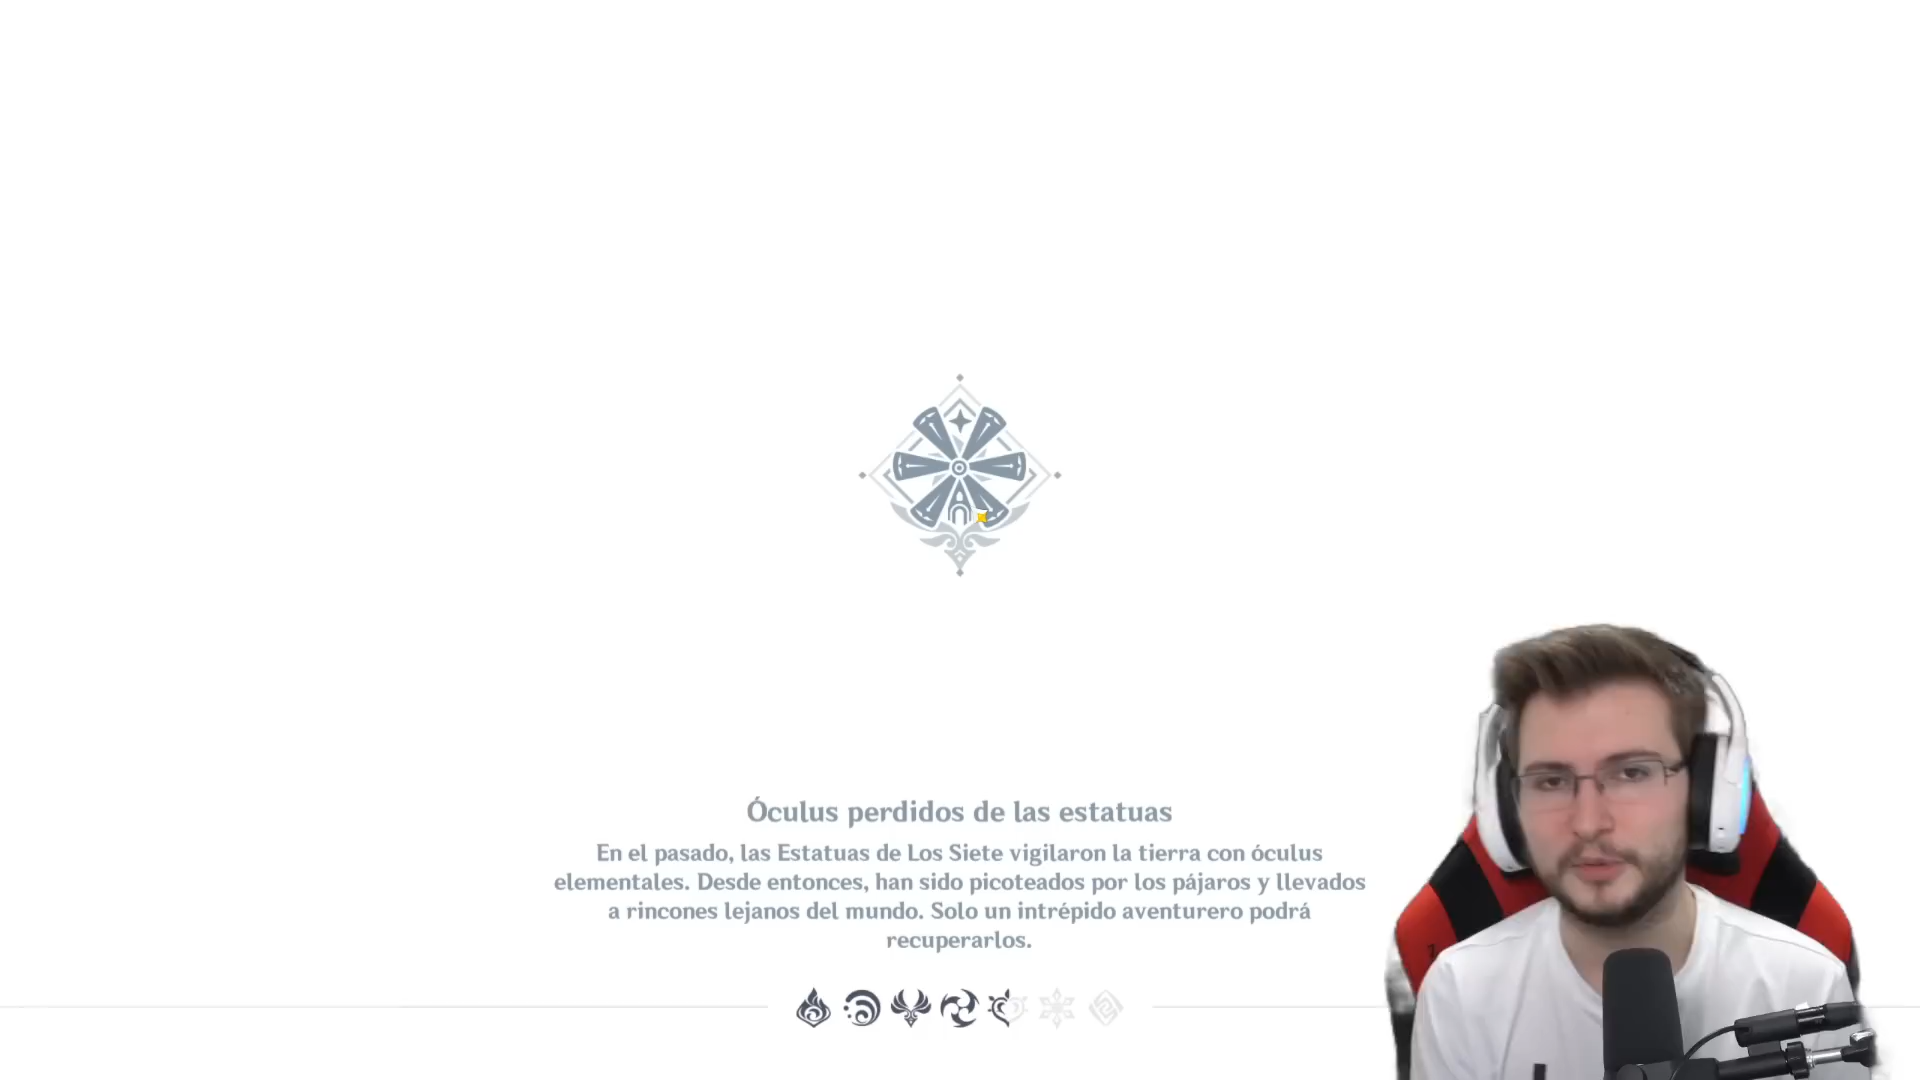 Óculus perdidos de las estatuas
En el pasado, las Estatuas de Los Siete vigilaron la tierra con óculus
elementales. Desde entonces, han sido picoteados por los pájaros y llevados
a rincones lejanos del mundo. Solo un intrépido aventurero podrá
recuperarlos.